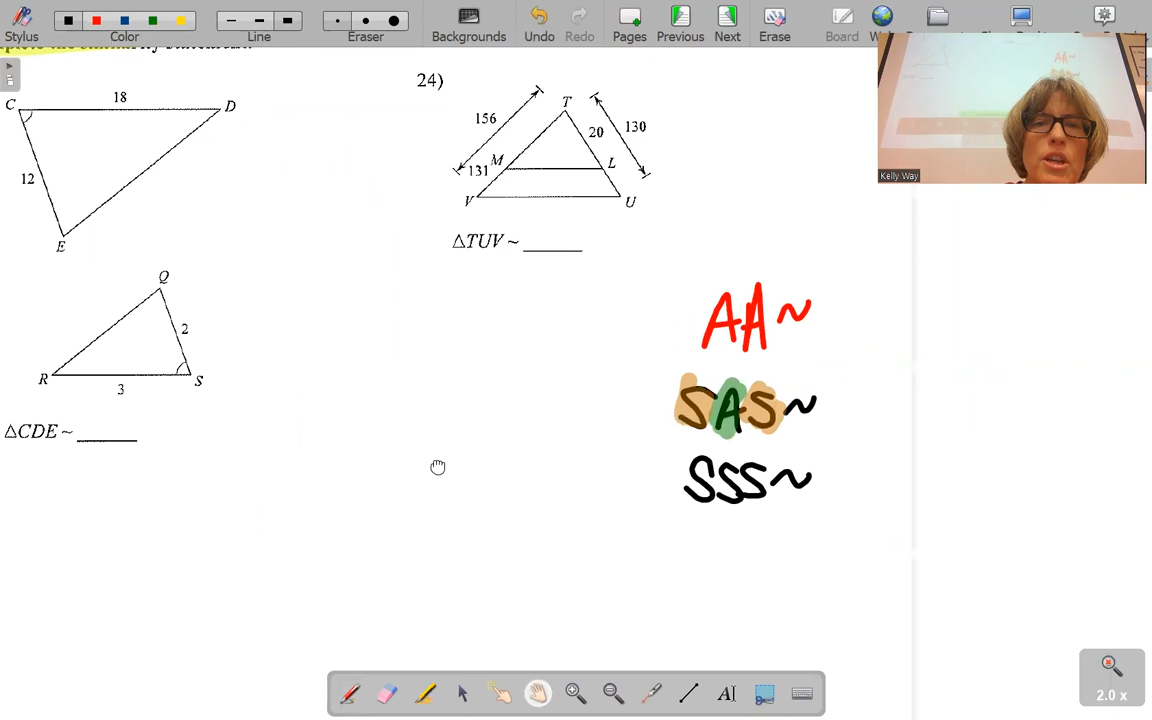 Stylus
Color
Line
Eraser
Backgrounds
Undo
Redo
Pages
Previous
Next
Erase
Board
Kelly Way
C
18
D
12
E
Q
2
R
3
S
△CDE ~ ______
24)
T
156
20
130
M
L
131
V
U
△TUV ~ ______
AA~
SAS~
SSS~
2.0 x